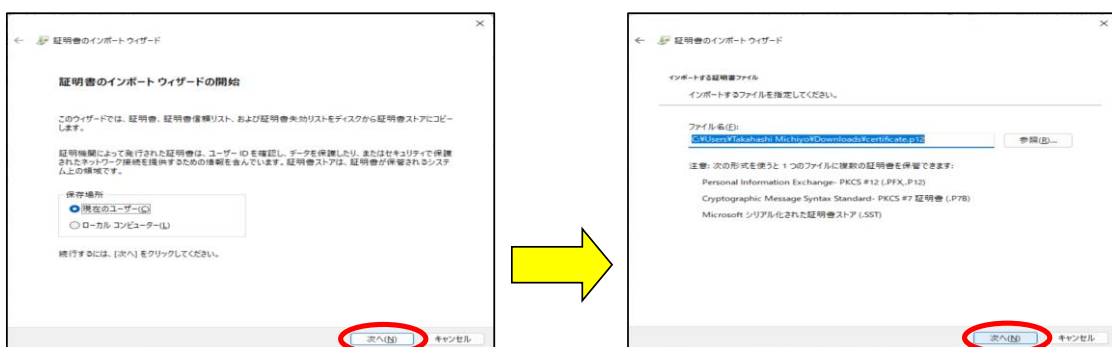 証明書のインポート ウィザード
証明書のインポート ウィザードの開始
このウィザードでは、証明書、証明書信頼リスト、および証明書失効リストをディスクから証明書ストアにコピー
します。
証明機関によって発行された証明書は、ユーザー ID を確認し、データを保護したり、またはセキュリティで保護
されたネットワーク接続を提供するための情報を含んでいます。証明書ストアは、証明書が保管されるシステ
ム上の領域です。
保存場所
現在のユーザー(C)
ローカル コンピューター(L)
続行するには、[次へ] をクリックしてください。
次へ(N)
キャンセル
証明書のインポート ウィザード
インポートする証明書ファイル
インポートするファイルを指定してください。
ファイル名(F):
C:¥Users¥Takahashi Michiyo¥Downloads¥certificate.p12
参照(R)...
注意: 次の形式を使うと 1 つのファイルに複数の証明書を保管できます:
Personal Information Exchange- PKCS #12 (.PFX,.P12)
Cryptographic Message Syntax Standard- PKCS #7 証明書 (.P7B)
Microsoft シリアル化された証明書ストア (.SST)
次へ(N)
キャンセル